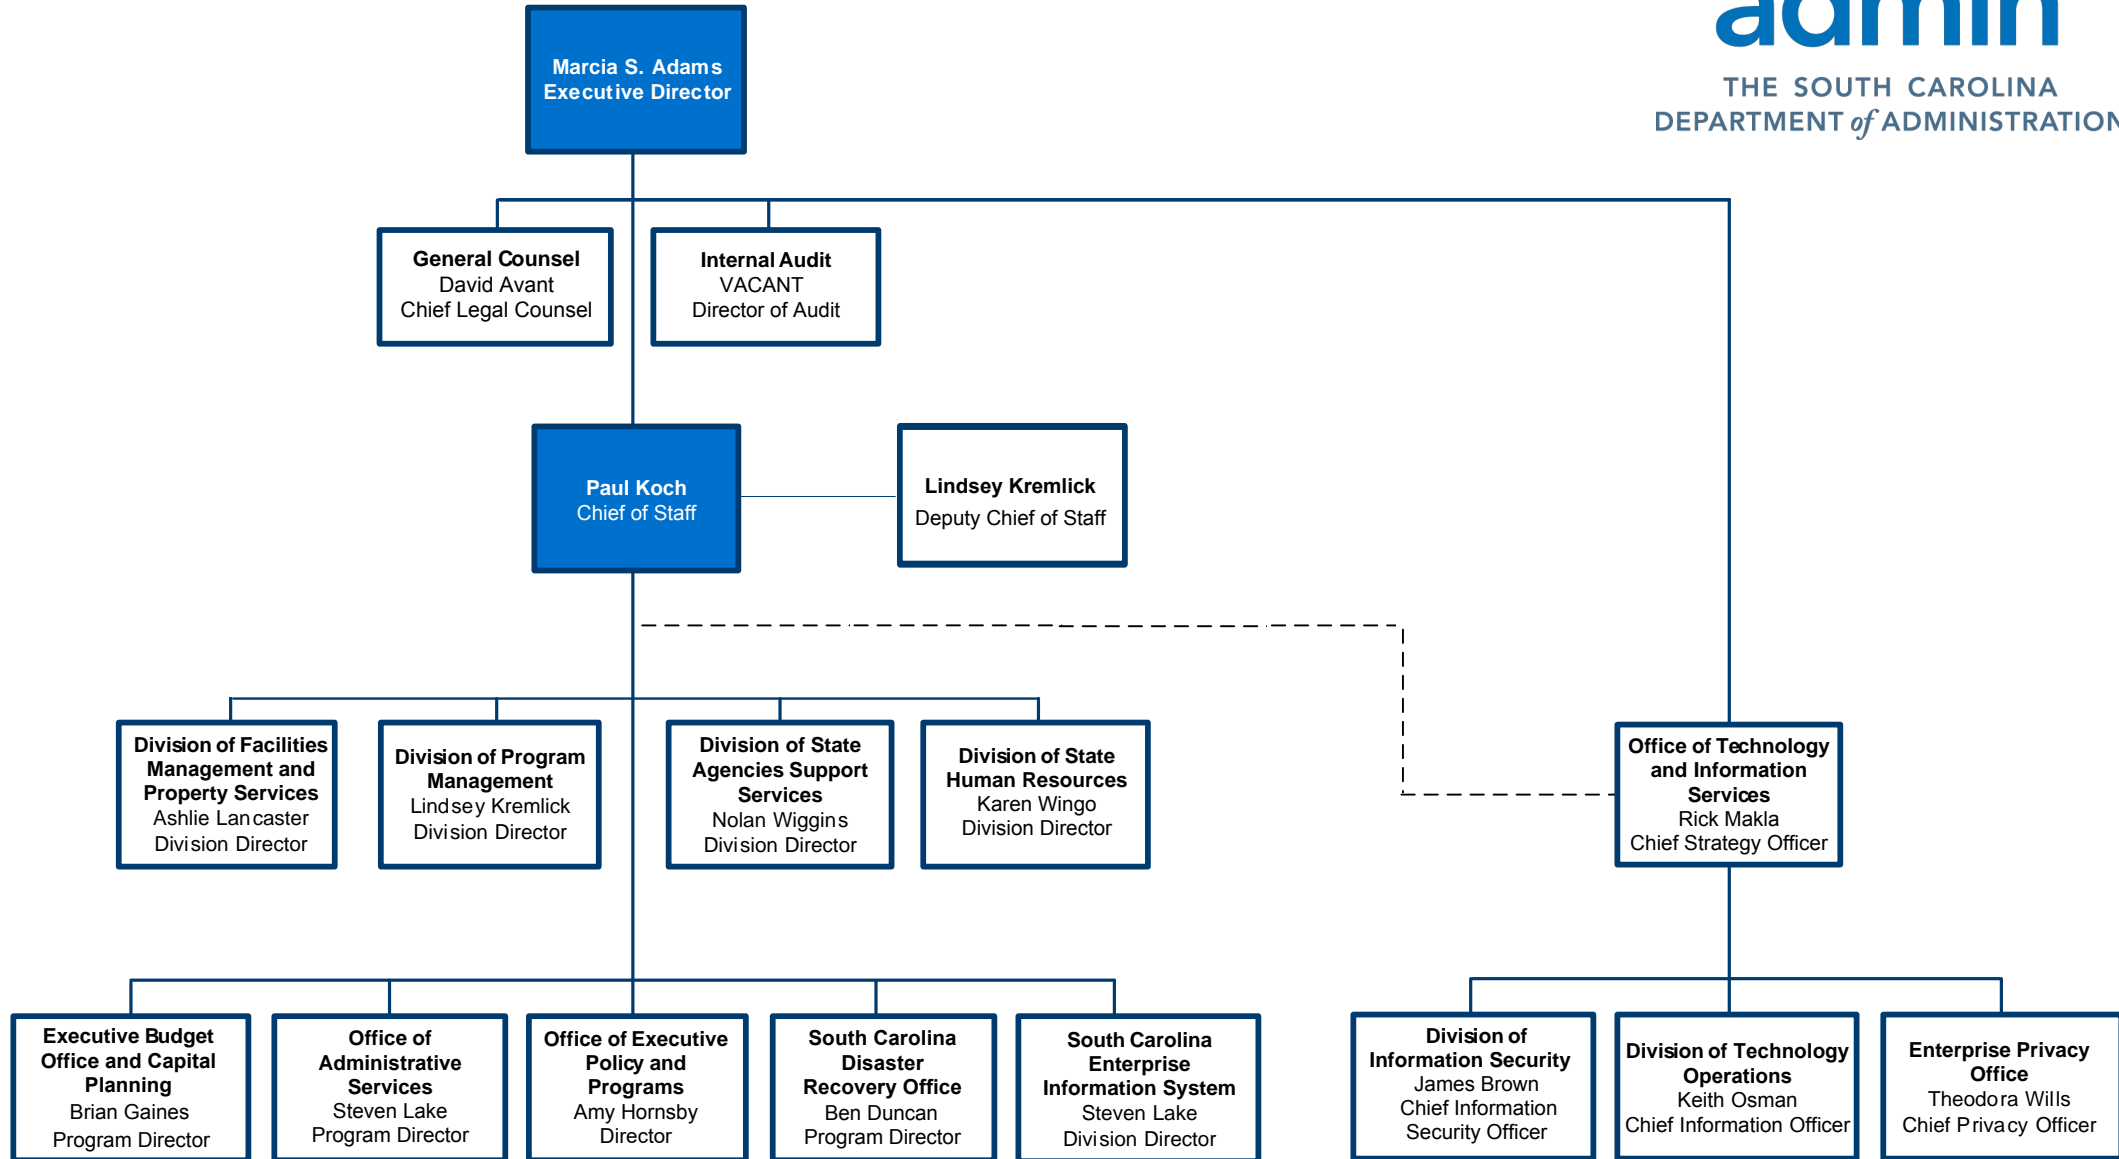 admin
THE SOUTH CAROLINA
DEPARTMENT of ADMINISTRATION
Marcia S. Adams
Executive Director
General Counsel
David Avant
Chief Legal Counsel
Internal Audit
VACANT
Director of Audit
Paul Koch
Chief of Staff
Lindsey Kremlick
Deputy Chief of Staff
Division of Facilities
Management and
Property Services
Ashlie Lancaster
Division Director
Division of Program
Management
Lindsey Kremlick
Division Director
Division of State
Agencies Support
Services
Nolan Wiggins
Division Director
Division of State
Human Resources
Karen Wingo
Division Director
Office of Technology
and Information
Services
Rick Makla
Chief Strategy Officer
Executive Budget
Office and Capital
Planning
Brian Gaines
Program Director
Office of
Administrative
Services
Steven Lake
Program Director
Office of Executive
Policy and
Programs
Amy Hornsby
Director
South Carolina
Disaster
Recovery Office
Ben Duncan
Program Director
South Carolina
Enterprise
Information System
Steven Lake
Division Director
Division of
Information Security
James Brown
Chief Information
Security Officer
Division of Technology
Operations
Keith Osman
Chief Information Officer
Enterprise Privacy
Office
Theodora Wills
Chief Privacy Officer